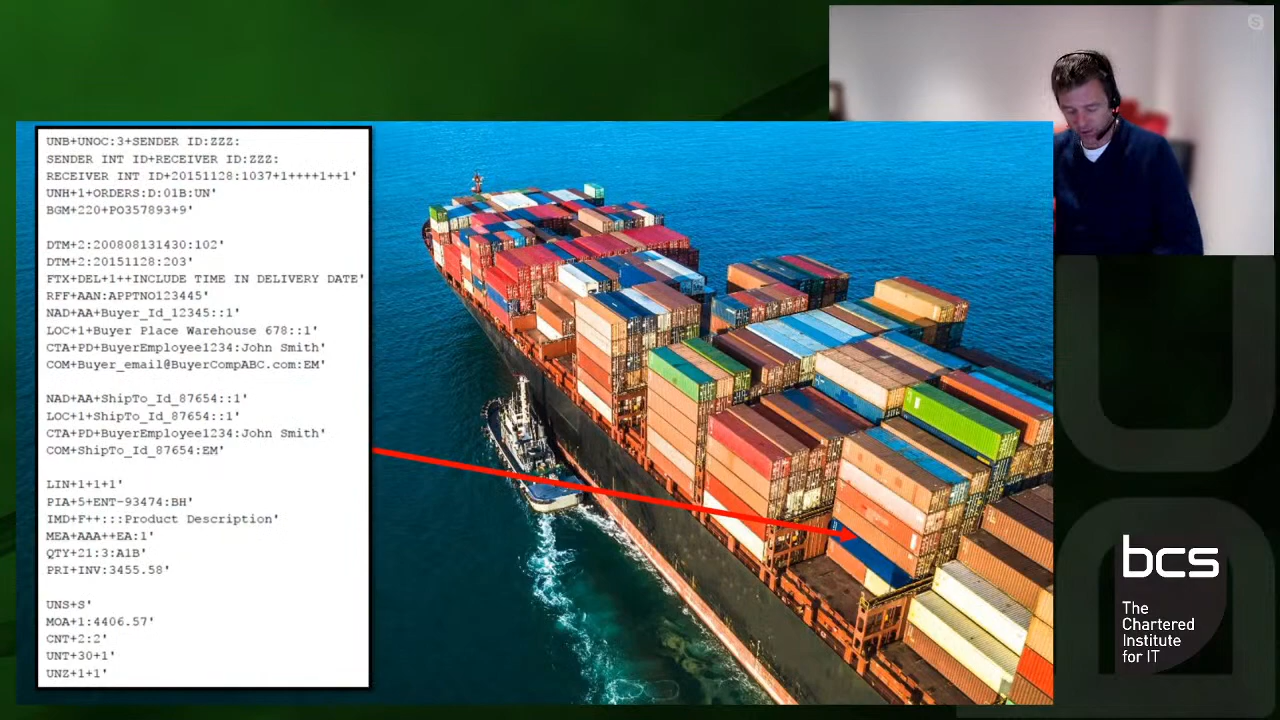 UNB+UNOC:3+SENDER ID:ZZZ:
SENDER INT ID+RECEIVER ID:ZZZ:
RECEIVER INT ID+20151128:1037+1++++1++1'
UNH+1+ORDERS:D:01B:UN'
BGM+220+PO357893+9'
DTM+2:200808131430:102'
DTM+2:20151128:203'
FTX+DEL+1++INCLUDE TIME IN DELIVERY DATE'
RFF+AAN:APPTNO123445'
NAD+AA+Buyer_Id_12345::1'
LOC+1+Buyer Place Warehouse 678::1'
CTA+PD+BuyerEmployee1234:John Smith'
COM+Buyer_email@BuyerCompABC.com:EM'
NAD+AA+ShipTo_Id_87654::1'
LOC+1+ShipTo_Id_87654::1'
CTA+PD+BuyerEmployee1234:John Smith'
COM+ShipTo_Id_87654:EM'
LIN+1+1+1'
PIA+5+ENT-93474:BH'
IMD+F++:::Product Description'
MEA+AAA++EA:1'
QTY+21:3:A1B'
PRI+INV:3455.58'
UNS+S'
MOA+1:4406.57'
CNT+2:2'
UNT+30+1'
UNZ+1+1'
bcs
The
Chartered
Institute
for IT